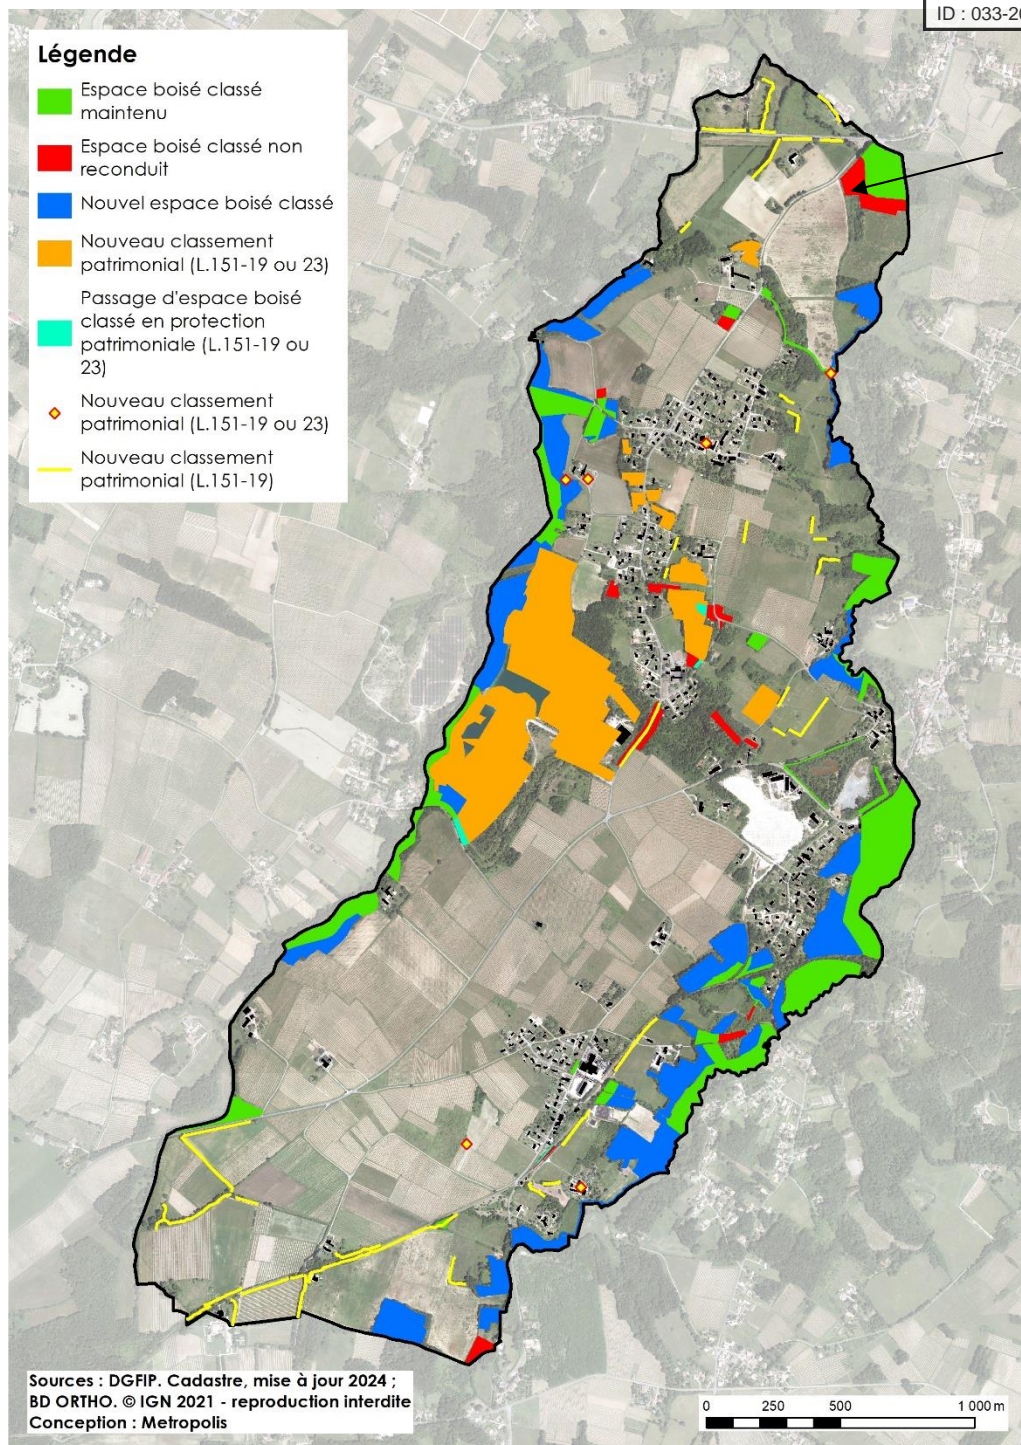 ID : 033-20
Légende
Espace boisé classé
maintenu
Espace boisé classé non
reconduit
Nouvel espace boisé classé
Nouveau classement
patrimonial (L.151-19 ou 23)
Passage d'espace boisé
classé en protection
patrimoniale (L.151-19 ou
23)
Nouveau classement
patrimonial (L.151-19 ou 23)
Nouveau classement
patrimonial (L.151-19)
Sources : DGFIP. Cadastre, mise à jour 2024 ;
BD ORTHO. © IGN 2021 - reproduction interdite
Conception : Metropolis
0 250 500 1 000 m